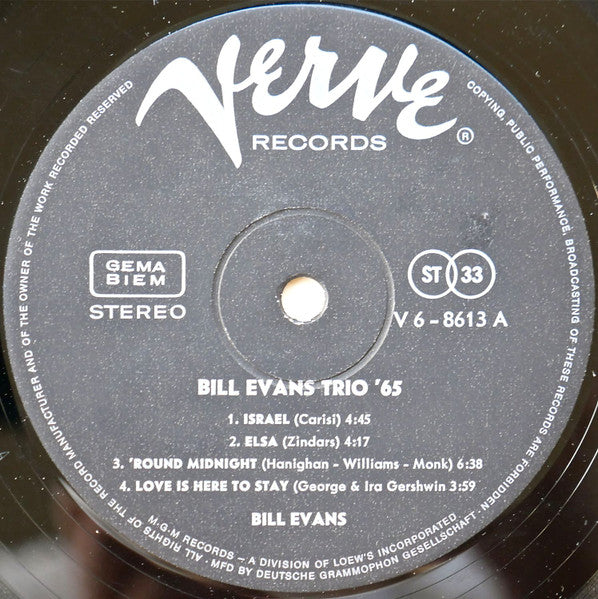 Verve
RECORDS ®
GEMA
BIEM
STEREO
ST 33
V 6 - 8613 A
BILL EVANS TRIO '65
1. ISRAEL (Carisi) 4:45
2. ELSA (Zindars) 4:17
3. 'ROUND MIDNIGHT (Hanighan - Williams - Monk) 6:38
4. LOVE IS HERE TO STAY (George & Ira Gershwin 3:59
BILL EVANS
M·G·M RECORDS – A DIVISION OF LOEW'S INCORPORATED
ALL RIGHTS OF THE RECORD MANUFACTURER AND OF THE OWNER OF THE WORK RECORDED RESERVED
COPYING, PUBLIC PERFORMANCE, BROADCASTING OF THESE RECORDS ARE FORBIDDEN
· MFD BY DEUTSCHE GRAMMOPHON GESELLSCHAFT ·